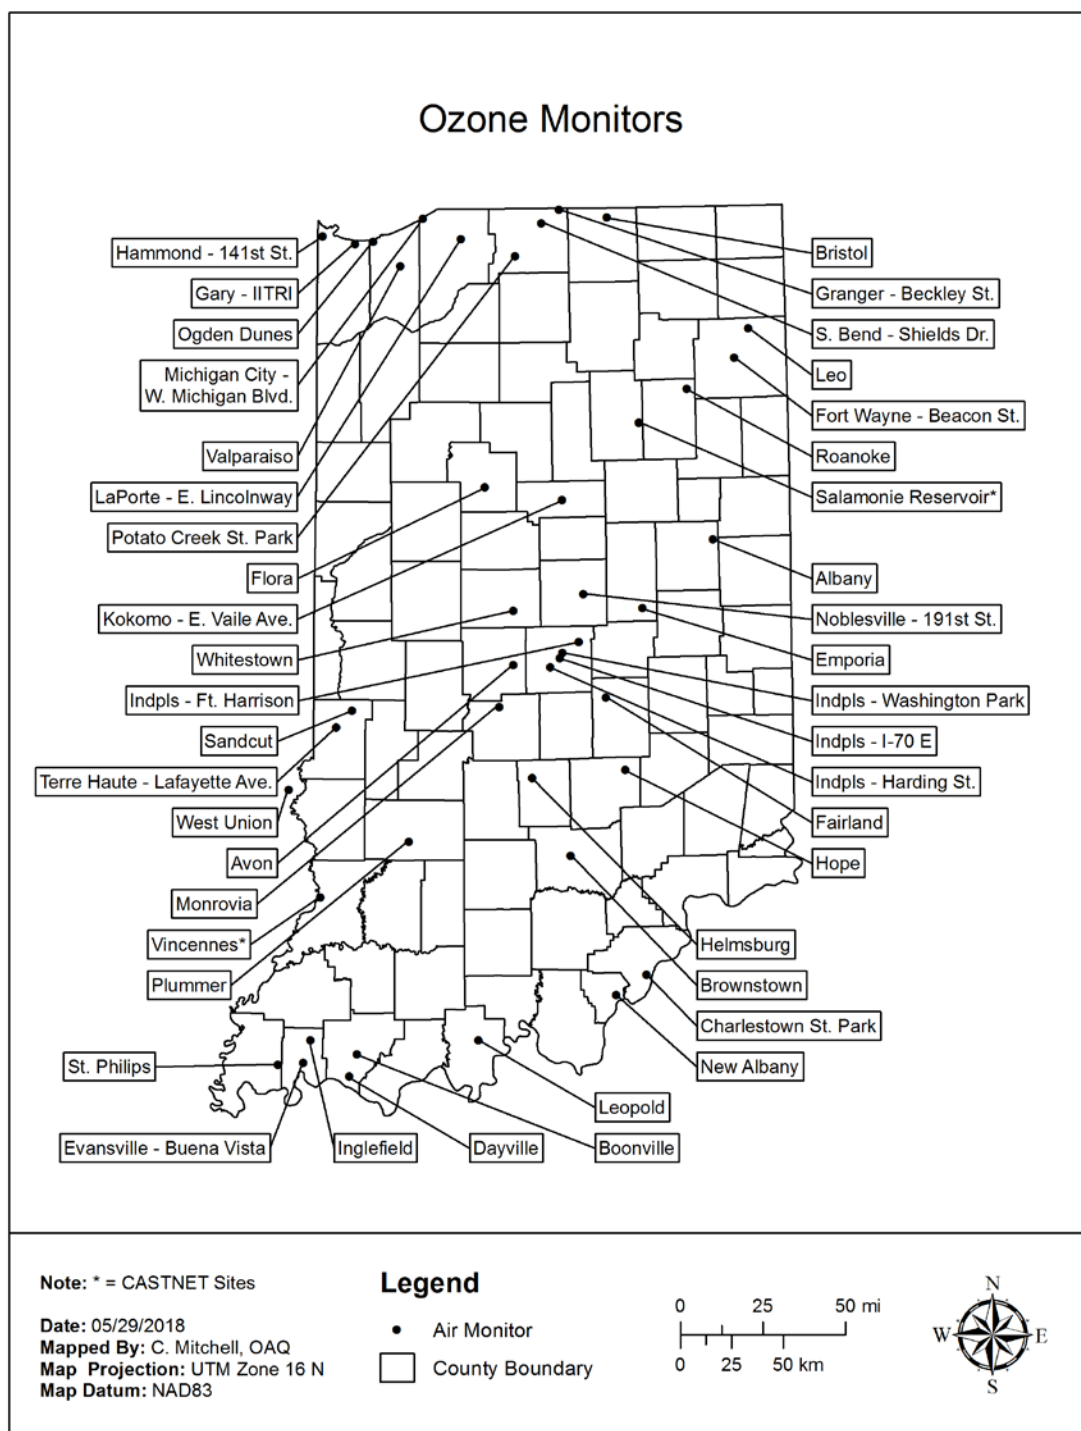 Ozone Monitors
Hammond - 141st St.
Gary - IITRI
Ogden Dunes
Michigan City -
W. Michigan Blvd.
Valparaiso
LaPorte - E. Lincolnway
Potato Creek St. Park
Flora
Kokomo - E. Vaile Ave.
Whitestown
Indpls - Ft. Harrison
Sandcut
Terre Haute - Lafayette Ave.
West Union
Avon
Monrovia
Vincennes*
Plummer
St. Philips
Evansville - Buena Vista
Inglefield
Dayville
Boonville
Leopold
Bristol
Granger - Beckley St.
S. Bend - Shields Dr.
Leo
Fort Wayne - Beacon St.
Roanoke
Salamonie Reservoir*
Albany
Noblesville - 191st St.
Emporia
Indpls - Washington Park
Indpls - I-70 E
Indpls - Harding St.
Fairland
Hope
Helmsburg
Brownstown
Charlestown St. Park
New Albany
Note: * = CASTNET Sites
Date: 05/29/2018
Mapped By: C. Mitchell, OAQ
Map Projection: UTM Zone 16 N
Map Datum: NAD83
Legend
Air Monitor
County Boundary
0 25 50 mi
0 25 50 km
N
W E
S